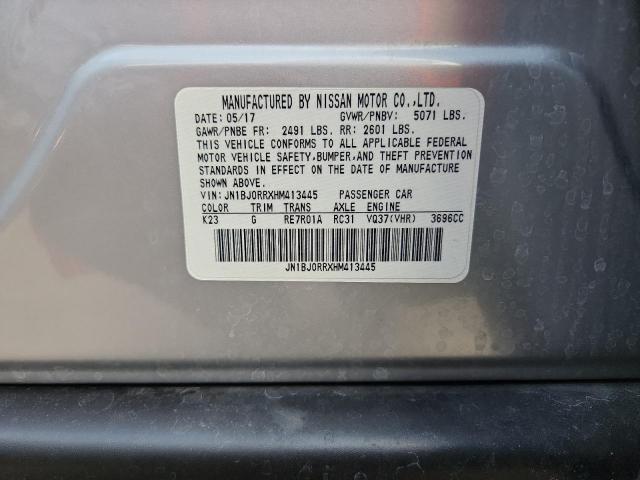 MANUFACTURED BY NISSAN MOTOR CO.,LTD.
DATE: 05/17 GVWR/PNBV: 5071 LBS.
GAWR/PNBE FR: 2491 LBS. RR: 2601 LBS.
THIS VEHICLE CONFORMS TO ALL APPLICABLE FEDERAL
MOTOR VEHICLE SAFETY, BUMPER, AND THEFT PREVENTION
STANDARDS IN EFFECT ON THE DATE OF MANUFACTURE
SHOWN ABOVE.
VIN: JN1BJ0RRXHM413445 PASSENGER CAR
COLOR TRIM TRANS AXLE ENGINE
K23 G RE7R01A RC31 VQ37(VHR) 3696CC
JN1BJ0RRXHM413445